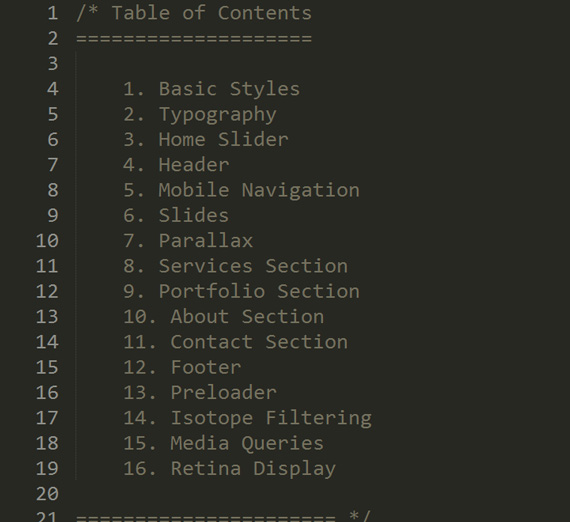 1 /* Table of Contents
2 ====================
3
4 1. Basic Styles
5 2. Typography
6 3. Home Slider
7 4. Header
8 5. Mobile Navigation
9 6. Slides
10 7. Parallax
11 8. Services Section
12 9. Portfolio Section
13 10. About Section
14 11. Contact Section
15 12. Footer
16 13. Preloader
17 14. Isotope Filtering
18 15. Media Queries
19 16. Retina Display
20
21 ====================== */